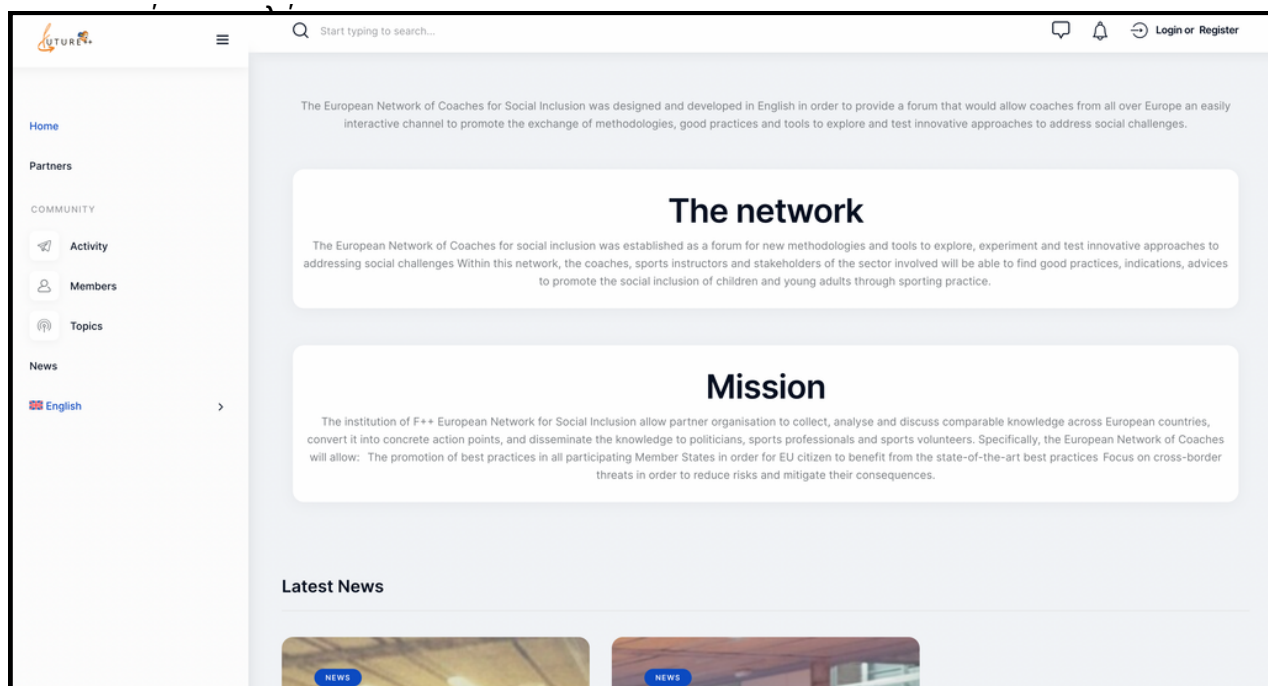 FUTURE++
Start typing to search...
Login or Register
Home
Partners
COMMUNITY
Activity
Members
Topics
News
English
The European Network of Coaches for Social Inclusion was designed and developed in English in order to provide a forum that would allow coaches from all over Europe an easily
interactive channel to promote the exchange of methodologies, good practices and tools to explore and test innovative approaches to address social challenges.
The network
The European Network of Coaches for social inclusion was established as a forum for new methodologies and tools to explore, experiment and test innovative approaches to
addressing social challenges Within this network, the coaches, sports instructors and stakeholders of the sector involved will be able to find good practices, indications, advices
to promote the social inclusion of children and young adults through sporting practice.
Mission
The institution of F++ European Network for Social Inclusion allow partner organisation to collect, analyse and discuss comparable knowledge across European countries,
convert it into concrete action points, and disseminate the knowledge to politicians, sports professionals and sports volunteers. Specifically, the European Network of Coaches
will allow: The promotion of best practices in all participating Member States in order for EU citizen to benefit from the state-of-the-art best practices Focus on cross-border
threats in order to reduce risks and mitigate their consequences.
Latest News
NEWS
NEWS